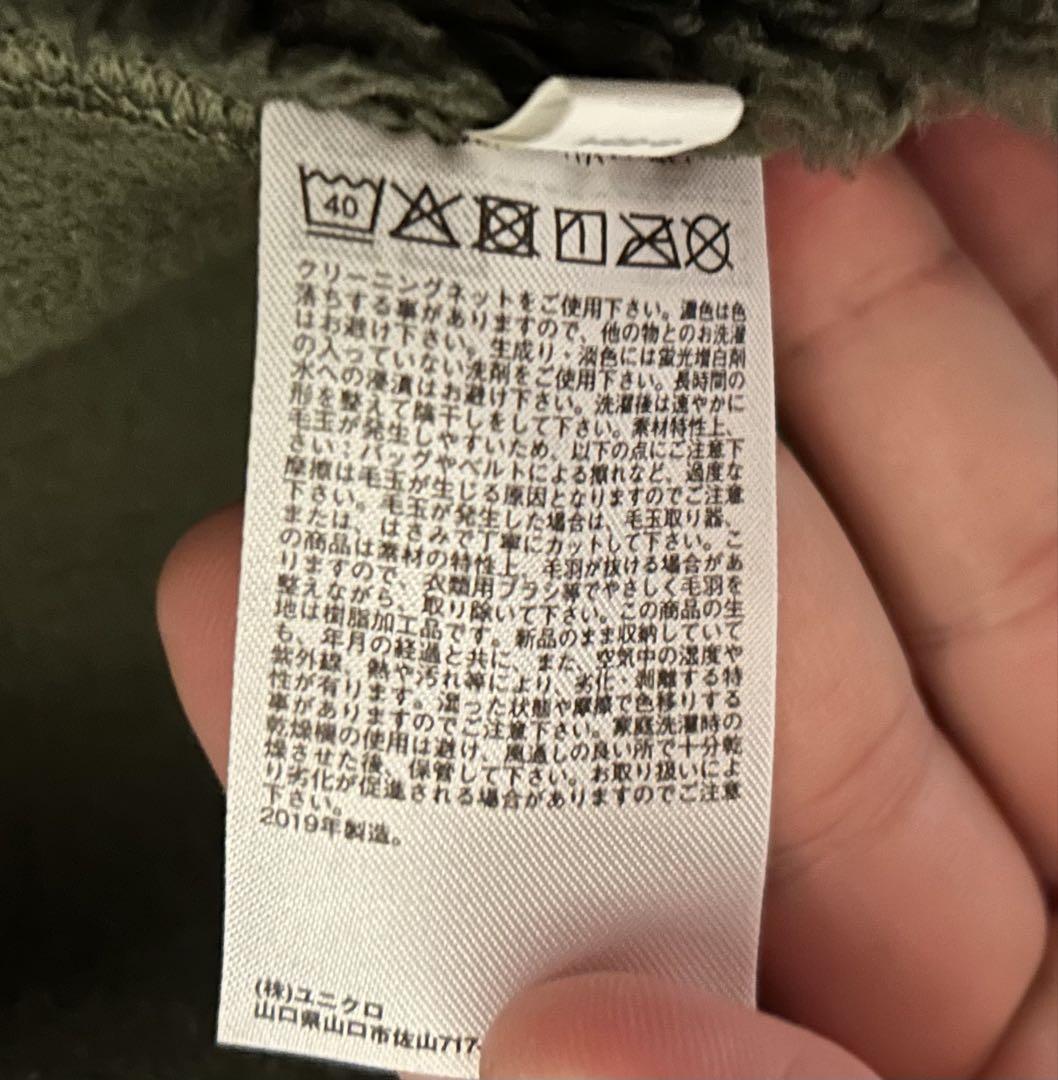 40
クリーニングネットをご使用下さい。濃色は色
落ちする事がありますので、他の物とのお洗濯
はお避け下さい。生成り・淡色には蛍光増白剤
の入っていない洗剤をご使用下さい。長時間の
水への浸漬はお避け下さい。洗濯後は速やかに
形を整えて陰干しをして下さい。素材特性上、
毛玉が発生しやすいため、以下の点にご注意下
さい：バッグやベルトによる擦れなど、過度な
摩擦は毛玉が生じる原因となりますのでご注意
下さい。毛玉が発生した場合は、毛玉取り器、
または、はさみで丁寧にカットして下さい。こ
の商品は素材の特性上、毛羽が抜ける場合があ
りますので、衣類用ブラシ等でやさしく毛羽を
整えながら、取り除いて下さい。この商品の生
地は樹脂加工品です。新品のまま収納していて
も、年月の経過と共に、また、空気中の湿度や
紫外線、熱や汚れ等により、劣化・剥離する特
性が有ります。湿った状態や摩擦で色移りする
事がありますのでご注意下さい。家庭洗濯時の
乾燥機の使用は避け、風通しの良い所で十分乾
燥させた後、保管して下さい。お取り扱いによ
り劣化が促進される場合がありますのでご注意
下さい。
2019年製造。
(株)ユニクロ
山口県山口市佐山717-